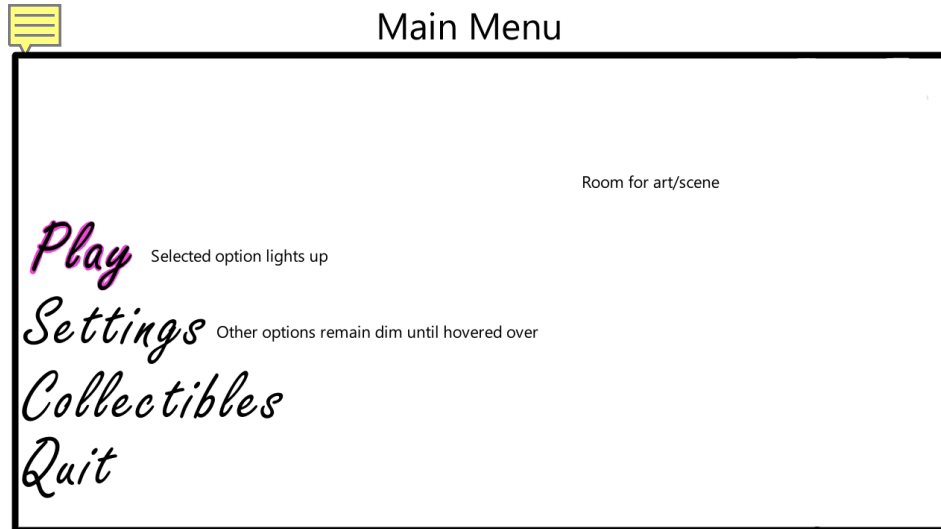 Main Menu
Room for art/scene
Play
Selected option lights up
Settings
Other options remain dim until hovered over
Collectibles
Quit